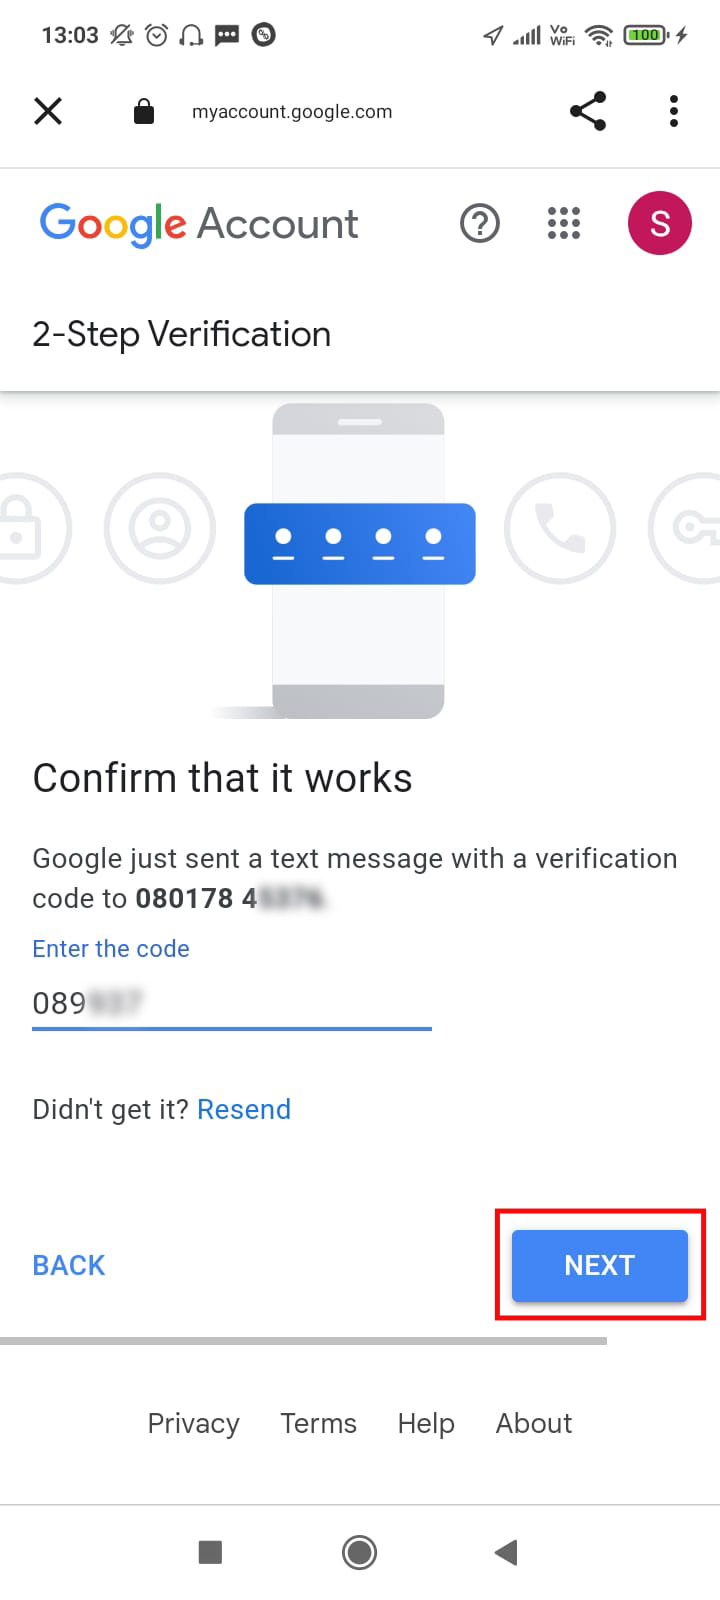 13:03
Vo
WiFi
100
myaccount.google.com
Google Account
S
2-Step Verification
Confirm that it works
Google just sent a text message with a verification
code to 080178 4
Enter the code
089
Didn't get it? Resend
BACK
NEXT
Privacy Terms Help About